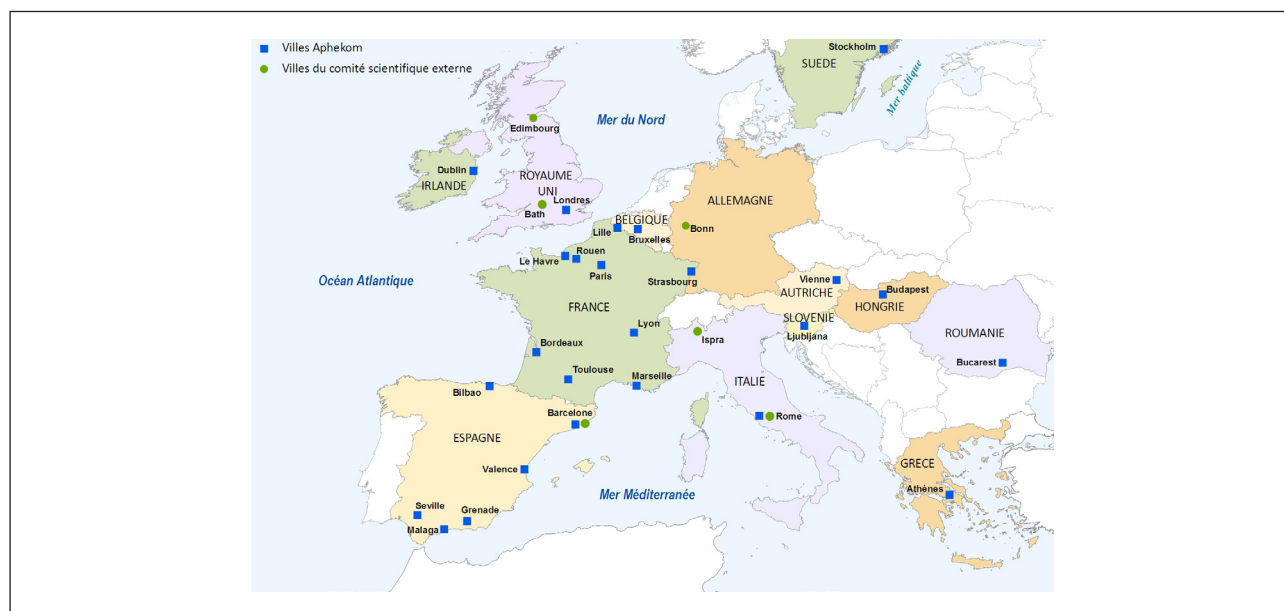 Villes Aphekom
Villes du comité scientifique externe
Stockholm
SUEDE
Mer baltique
Mer du Nord
Edimbourg
Dublin
IRLANDE
ROYAUME
UNI
Londres
Bath
ALLEMAGNE
BELGIQUE
Lille
Bruxelles
Bonn
Rouen
Le Havre
Paris
Strasbourg
Océan Atlantique
Vienne
AUTRICHE
Budapest
HONGRIE
FRANCE
SLOVENIE
Ljubljana
Lyon
Ispra
ROUMANIE
Bordeaux
Bucarest
Toulouse
Marseille
ITALIE
Bilbao
Barcelone
Rome
ESPAGNE
Valence
GRECE
Athènes
Mer Méditerranée
Seville
Grenade
Malaga